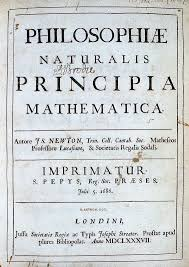 PHILOSOPHIÆ
NATURALIS
PRINCIPIA
MATHEMATICA.
Autore JS. NEWTON, Trin. Coll. Cantab. Soc. Matheseos
Professore Lucasiano, & Societatis Regalis Sodali.
IMPRIMATUR.
S. PEPYS, Reg. Soc. PRÆSES.
Julii 5. 1686.
LONDINI,
Jussu Societatis Regiæ ac Typis Josephi Streater. Prostat apud
plures Bibliopolas. Anno MDCLXXXVII.